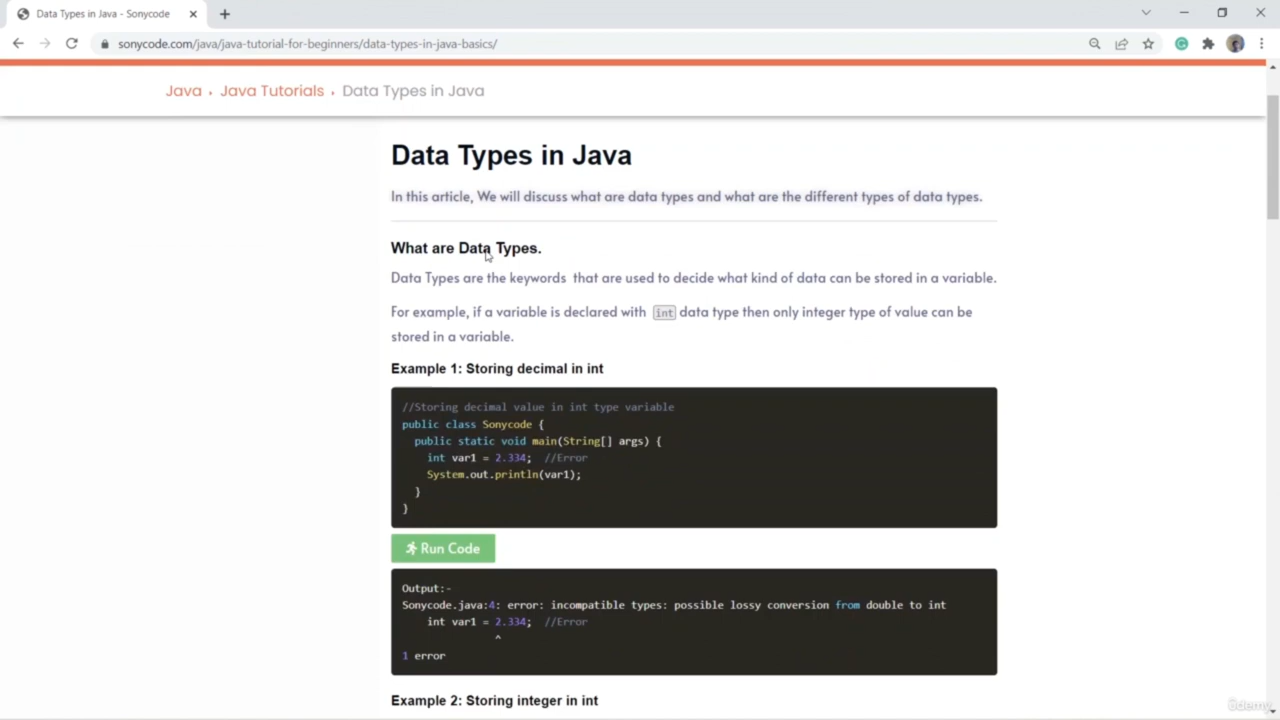 Data Types in Java - Sonycode
sonycode.com/java/java-tutorial-for-beginners/data-types-in-java-basics/
Java › Java Tutorials › Data Types in Java
Data Types in Java
In this article, We will discuss what are data types and what are the different types of data types.
What are Data Types.
Data Types are the keywords that are used to decide what kind of data can be stored in a variable.
For example, if a variable is declared with int data type then only integer type of value can be
stored in a variable.
Example 1: Storing decimal in int
//Storing decimal value in int type variable
public class Sonycode {
public static void main(String[] args) {
int var1 = 2.334; //Error
System.out.println(var1);
}
}
Run Code
Output:-
Sonycode.java:4: error: incompatible types: possible lossy conversion from double to int
int var1 = 2.334; //Error
^
1 error
Example 2: Storing integer in int
ûdemy